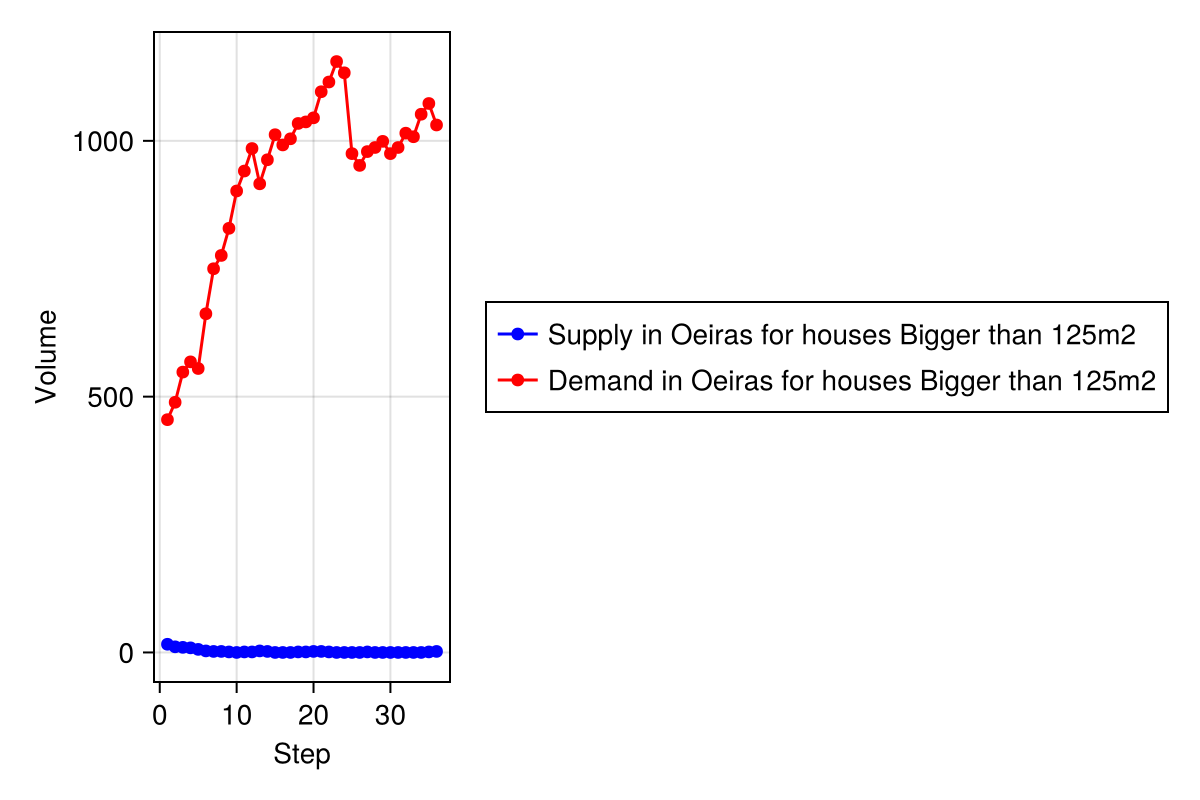 Volume
1000
500
0
0 10 20 30
Step
Supply in Oeiras for houses Bigger than 125m2
Demand in Oeiras for houses Bigger than 125m2